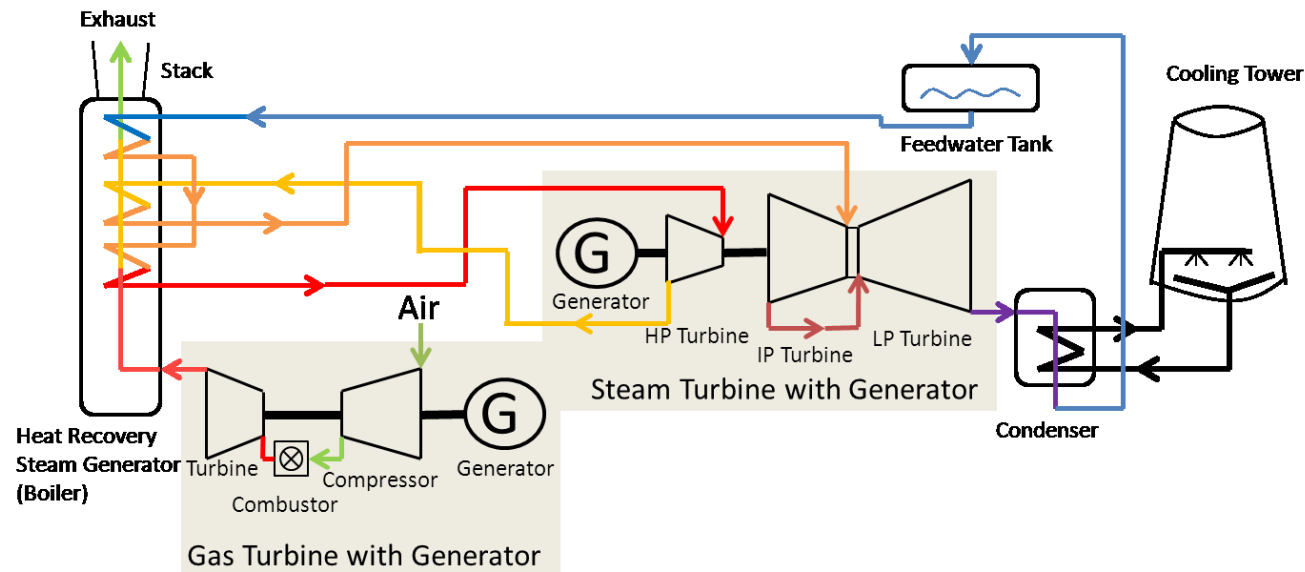 Exhaust
Stack
Feedwater Tank
Cooling Tower
G
Generator
HP Turbine
IP Turbine
LP Turbine
Steam Turbine with Generator
Condenser
Air
G
Generator
Turbine
Combustor
Compressor
Gas Turbine with Generator
Heat Recovery
Steam Generator
(Boiler)